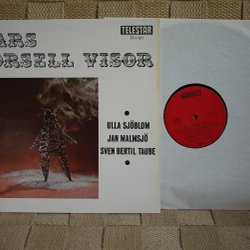 TELESTAR
ARS
ORSELL VISOR
ULLA SJÖBLOM
JAN MALMSJÖ
SVEN BERTIL TAUBE